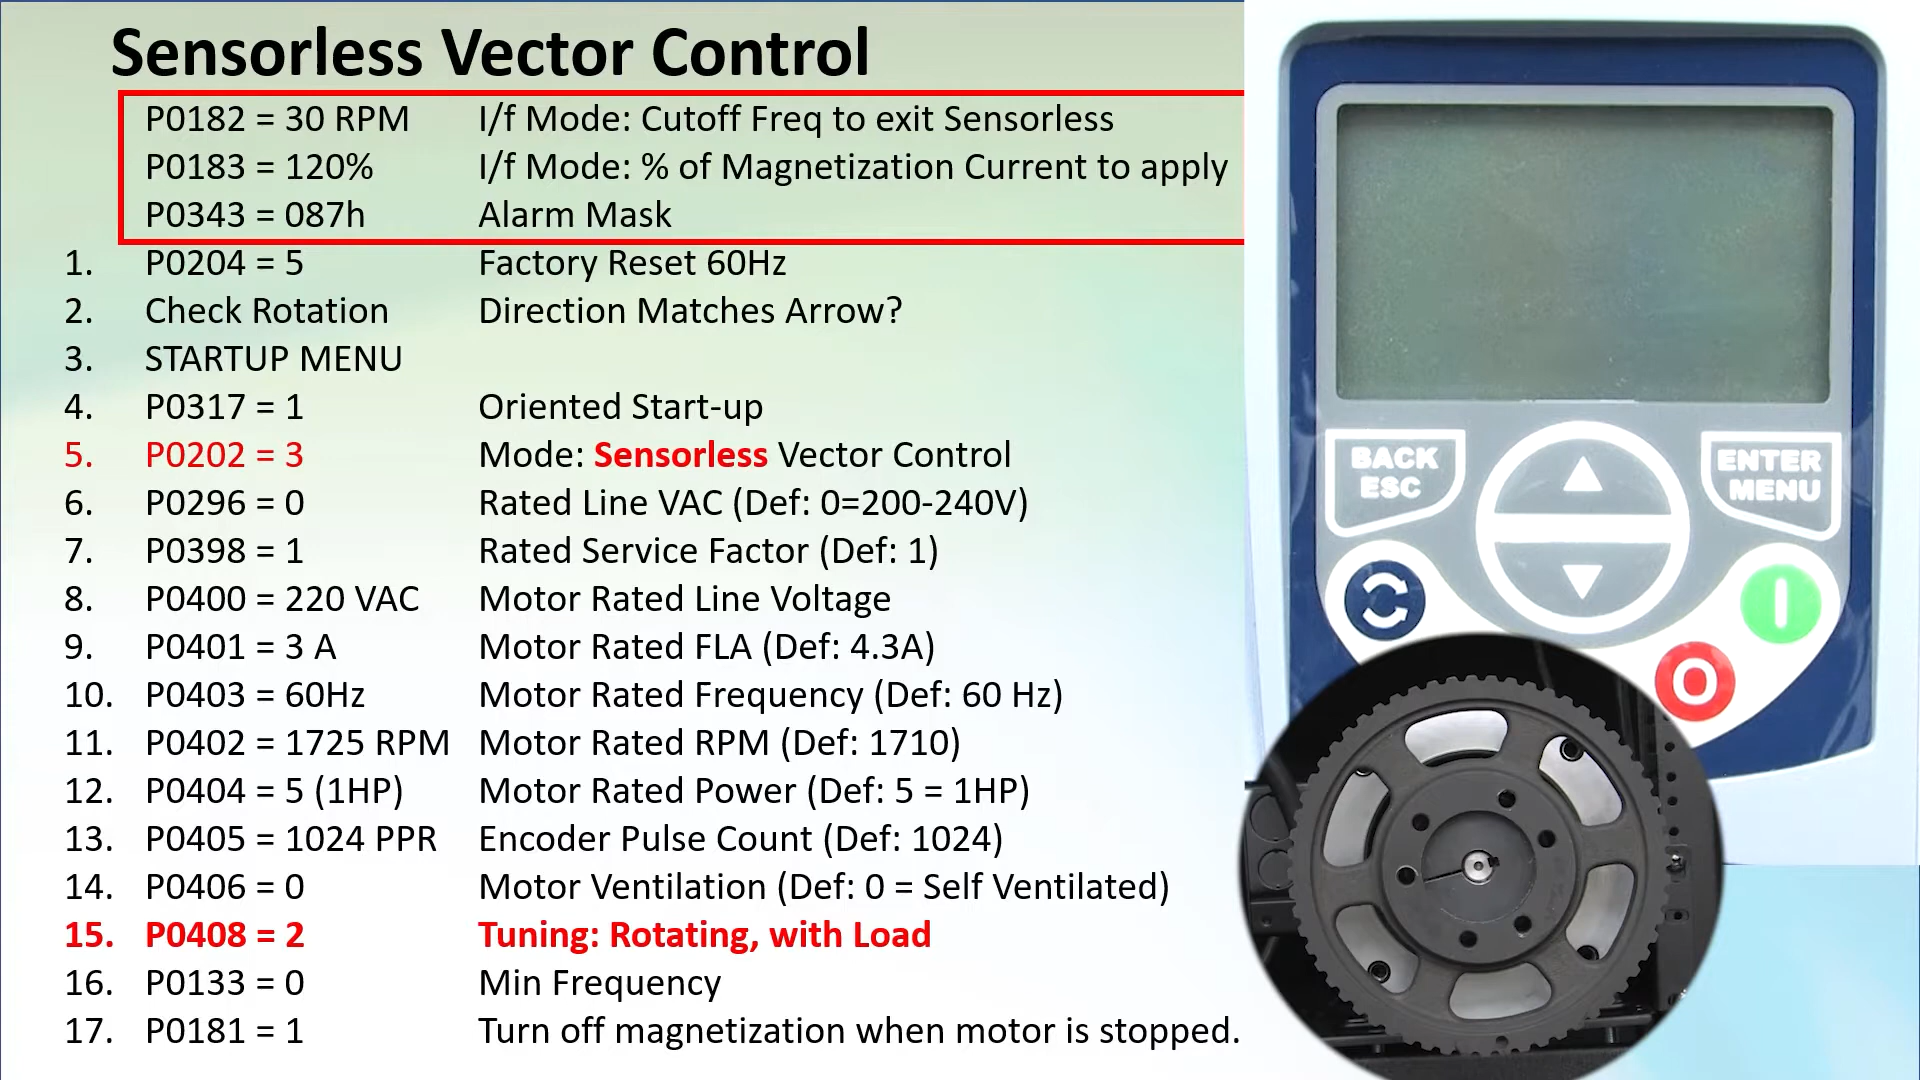 Sensorless Vector Control
P0182 = 30 RPM I/f Mode: Cutoff Freq to exit Sensorless
P0183 = 120% I/f Mode: % of Magnetization Current to apply
P0343 = 087h Alarm Mask
1. P0204 = 5 Factory Reset 60Hz
2. Check Rotation Direction Matches Arrow?
3. STARTUP MENU
4. P0317 = 1 Oriented Start-up
5. P0202 = 3 Mode: Sensorless Vector Control
6. P0296 = 0 Rated Line VAC (Def: 0=200-240V)
7. P0398 = 1 Rated Service Factor (Def: 1)
8. P0400 = 220 VAC Motor Rated Line Voltage
9. P0401 = 3 A Motor Rated FLA (Def: 4.3A)
10. P0403 = 60Hz Motor Rated Frequency (Def: 60 Hz)
11. P0402 = 1725 RPM Motor Rated RPM (Def: 1710)
12. P0404 = 5 (1HP) Motor Rated Power (Def: 5 = 1HP)
13. P0405 = 1024 PPR Encoder Pulse Count (Def: 1024)
14. P0406 = 0 Motor Ventilation (Def: 0 = Self Ventilated)
15. P0408 = 2 Tuning: Rotating, with Load
16. P0133 = 0 Min Frequency
17. P0181 = 1 Turn off magnetization when motor is stopped.
BACK
ESC
ENTER
MENU